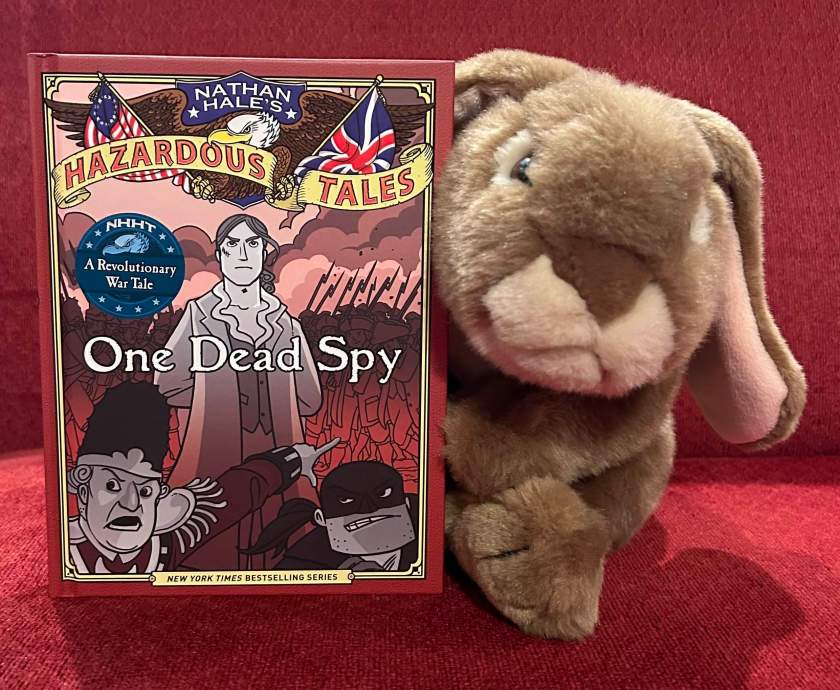 NATHAN
HALE'S
HAZARDOUS
TALES
NHHT
A Revolutionary
War Tale
One Dead Spy
NEW YORK TIMES BESTSELLING SERIES